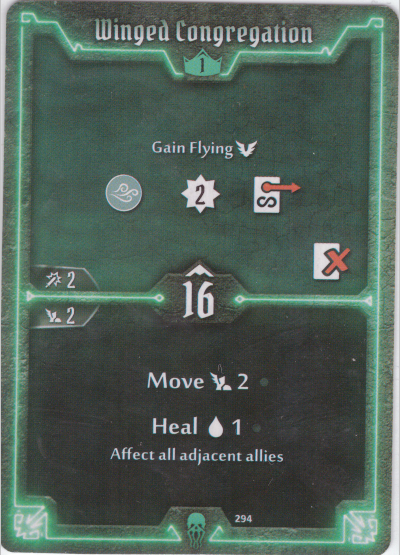 Winged Congregation
1
Gain Flying
2
2
16
2
Move 2
Heal 1
Affect all adjacent allies
294